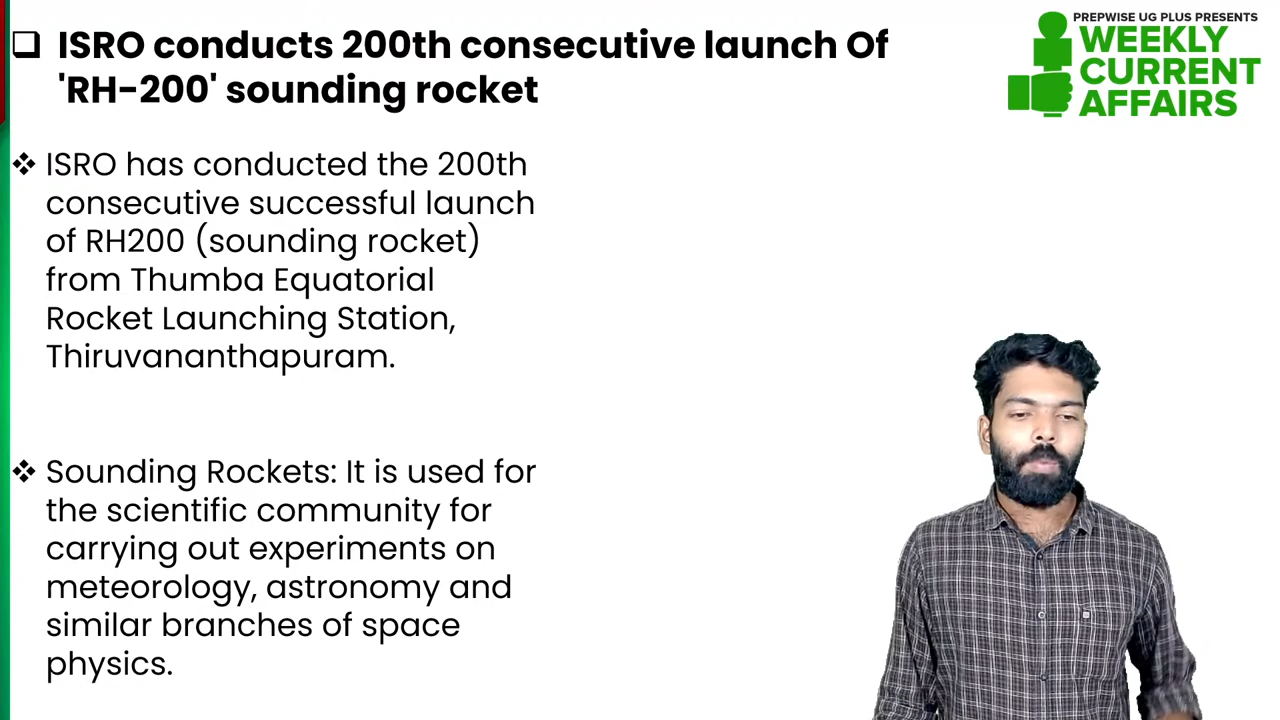 PREPWISE UG PLUS PRESENTS
WEEKLY
CURRENT
AFFAIRS
ISRO conducts 200th consecutive launch Of
'RH-200' sounding rocket
ISRO has conducted the 200th
consecutive successful launch
of RH200 (sounding rocket)
from Thumba Equatorial
Rocket Launching Station,
Thiruvananthapuram.
Sounding Rockets: It is used for
the scientific community for
carrying out experiments on
meteorology, astronomy and
similar branches of space
physics.